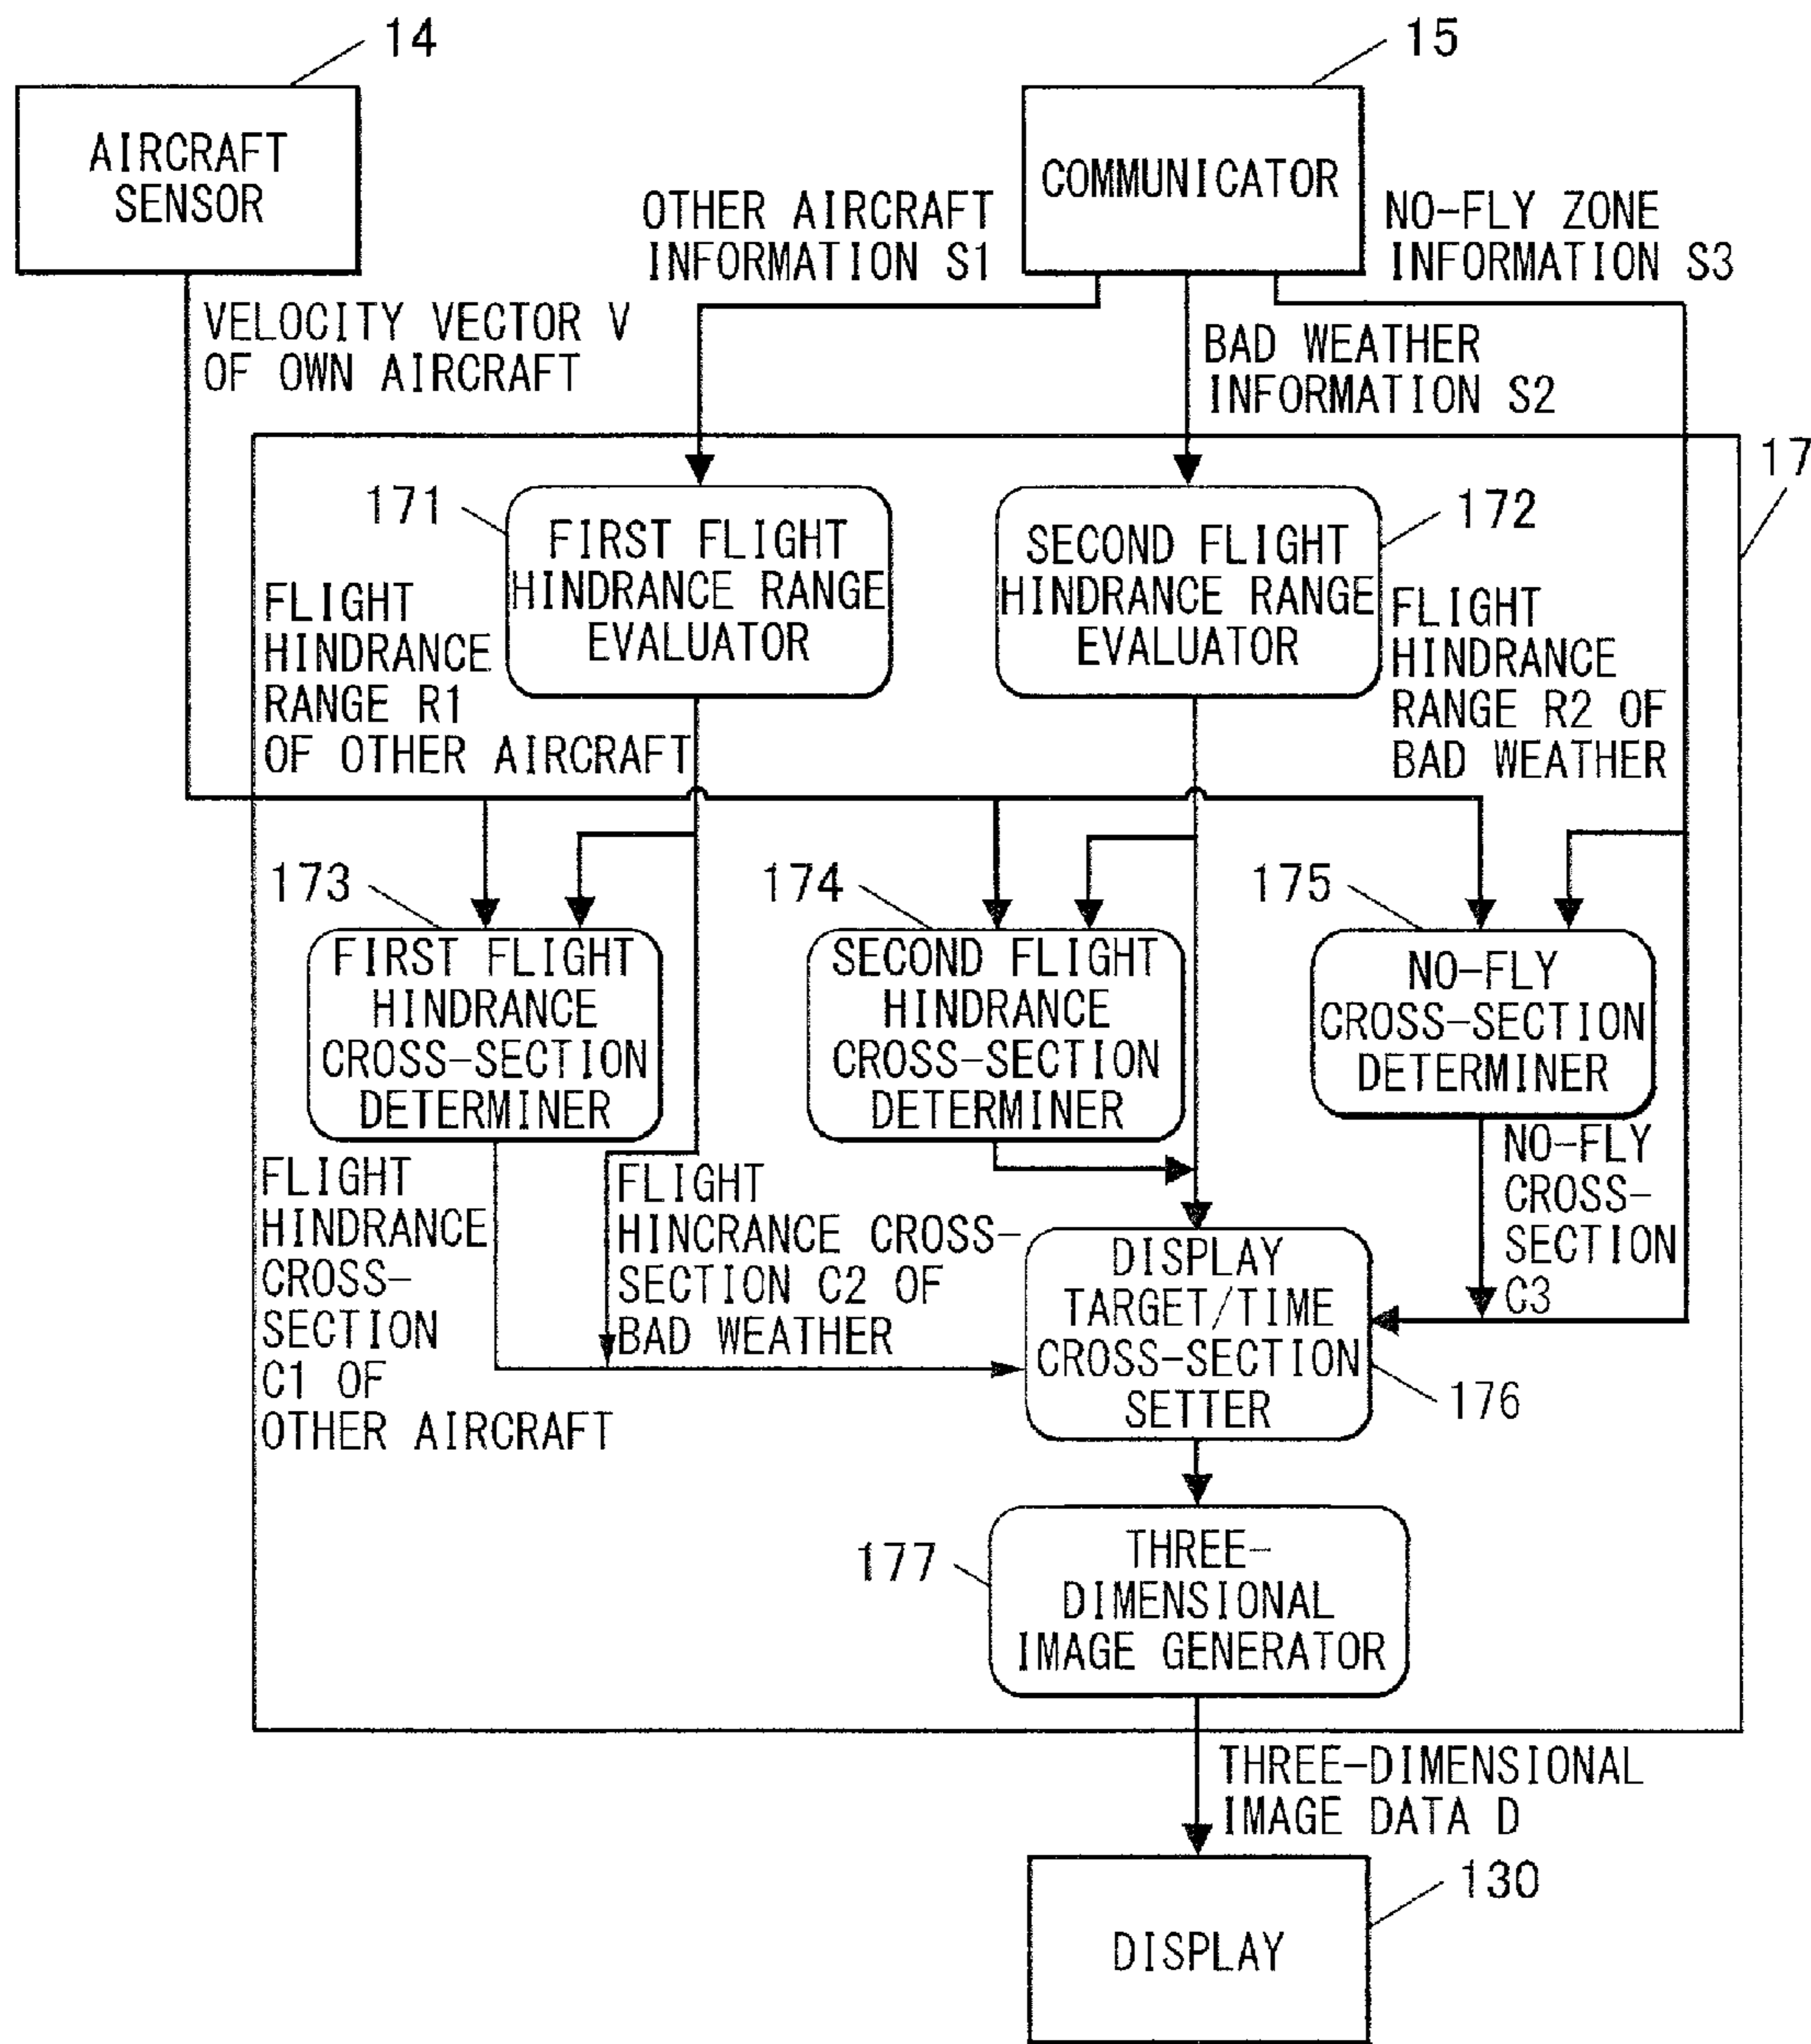 14
15
AIRCRAFT
SENSOR
COMMUNICATOR
OTHER AIRCRAFT
INFORMATION S1
NO-FLY ZONE
INFORMATION S3
VELOCITY VECTOR V
OF OWN AIRCRAFT
BAD WEATHER
INFORMATION S2
17
171
FIRST FLIGHT
HINDRANCE RANGE
EVALUATOR
172
SECOND FLIGHT
HINDRANCE RANGE
EVALUATOR
FLIGHT
HINDRANCE
RANGE R1
OF OTHER AIRCRAFT
FLIGHT
HINDRANCE
RANGE R2 OF
BAD WEATHER
173
FIRST FLIGHT
HINDRANCE
CROSS-SECTION
DETERMINER
174
SECOND FLIGHT
HINDRANCE
CROSS-SECTION
DETERMINER
175
NO-FLY
CROSS-SECTION
DETERMINER
FLIGHT
HINDRANCE
CROSS-
SECTION
C1 OF
OTHER AIRCRAFT
FLIGHT
HINCRANCE CROSS-
SECTION C2 OF
BAD WEATHER
NO-FLY
CROSS-
SECTION
C3
DISPLAY
TARGET/TIME
CROSS-SECTION
SETTER
176
177
THREE-
DIMENSIONAL
IMAGE GENERATOR
THREE-DIMENSIONAL
IMAGE DATA D
130
DISPLAY